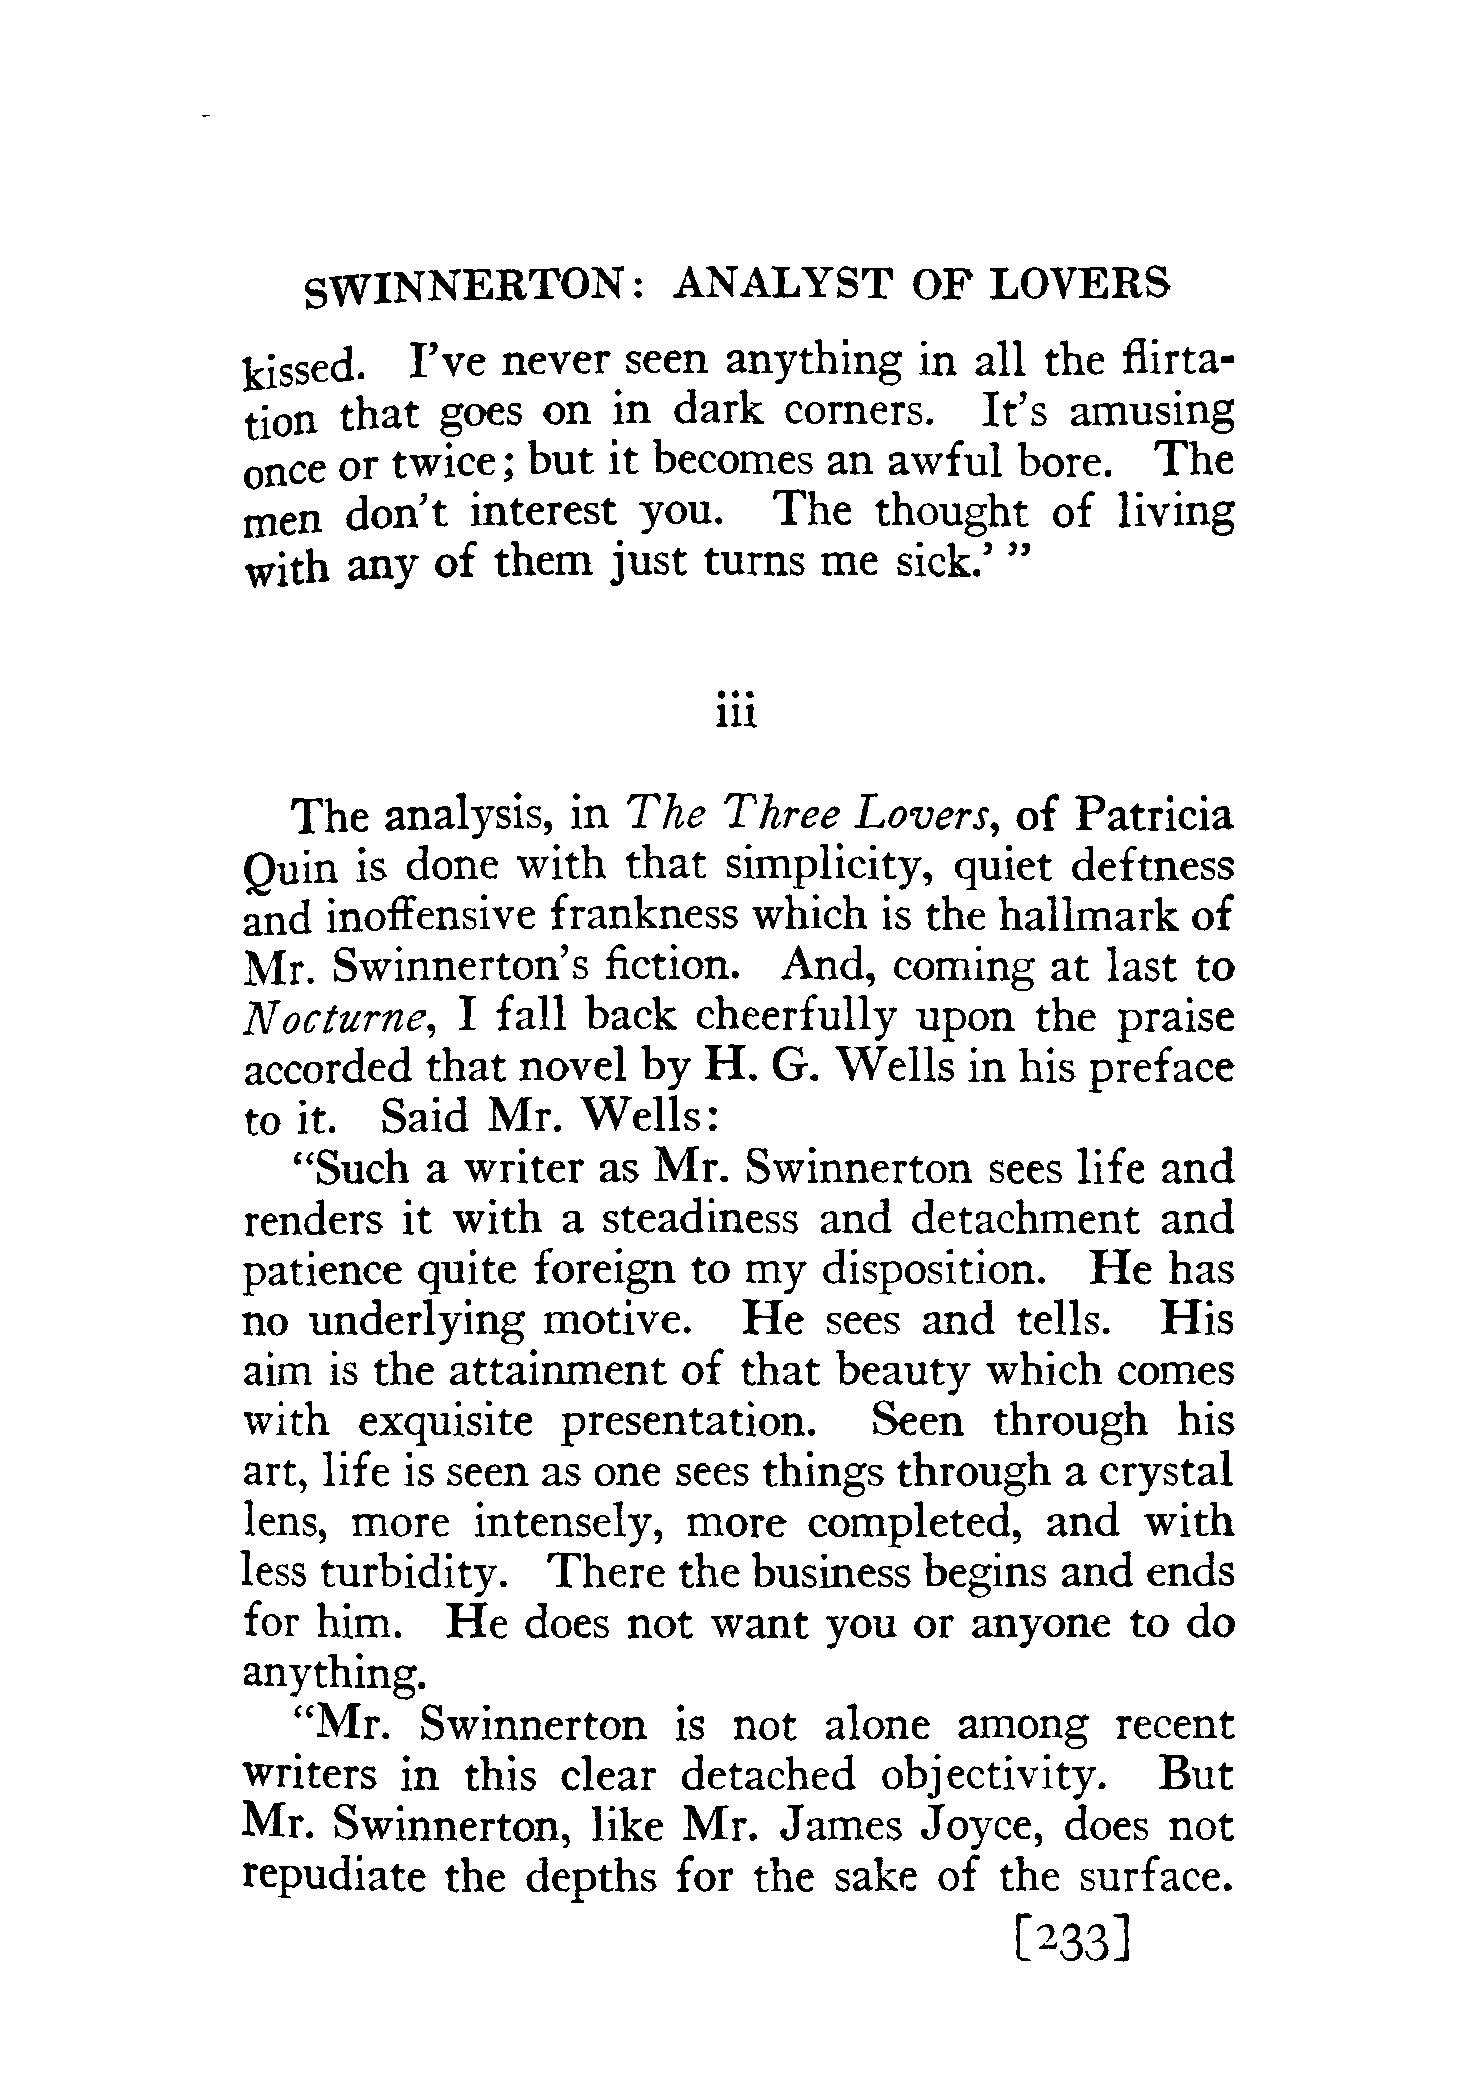 SWINNERTON: ANALYST OF LOVERS
kissed. I've never seen anything in all the flirta-
tion that goes on in dark corners. It's amusing
once or twice; but it becomes an awful bore. The
men don't interest you. The thought of living
with any of them just turns me sick.' "
iii
The analysis, in The Three Lovers, of Patricia
Quin is done with that simplicity, quiet deftness
and inoffensive frankness which is the hallmark of
Mr. Swinnerton's fiction. And, coming at last to
Nocturne, I fall back cheerfully upon the praise
accorded that novel by H. G. Wells in his preface
to it. Said Mr. Wells:
"Such a writer as Mr. Swinnerton sees life and
renders it with a steadiness and detachment and
patience quite foreign to my disposition. He has
no underlying motive. He sees and tells. His
aim is the attainment of that beauty which comes
with exquisite presentation. Seen through his
art, life is seen as one sees things through a crystal
lens, more intensely, more completed, and with
less turbidity. There the business begins and ends
for him. He does not want you or anyone to do
anything.
"Mr. Swinnerton is not alone among recent
writers in this clear detached objectivity. But
Mr. Swinnerton, like Mr. James Joyce, does not
repudiate the depths for the sake of the surface.
[233]